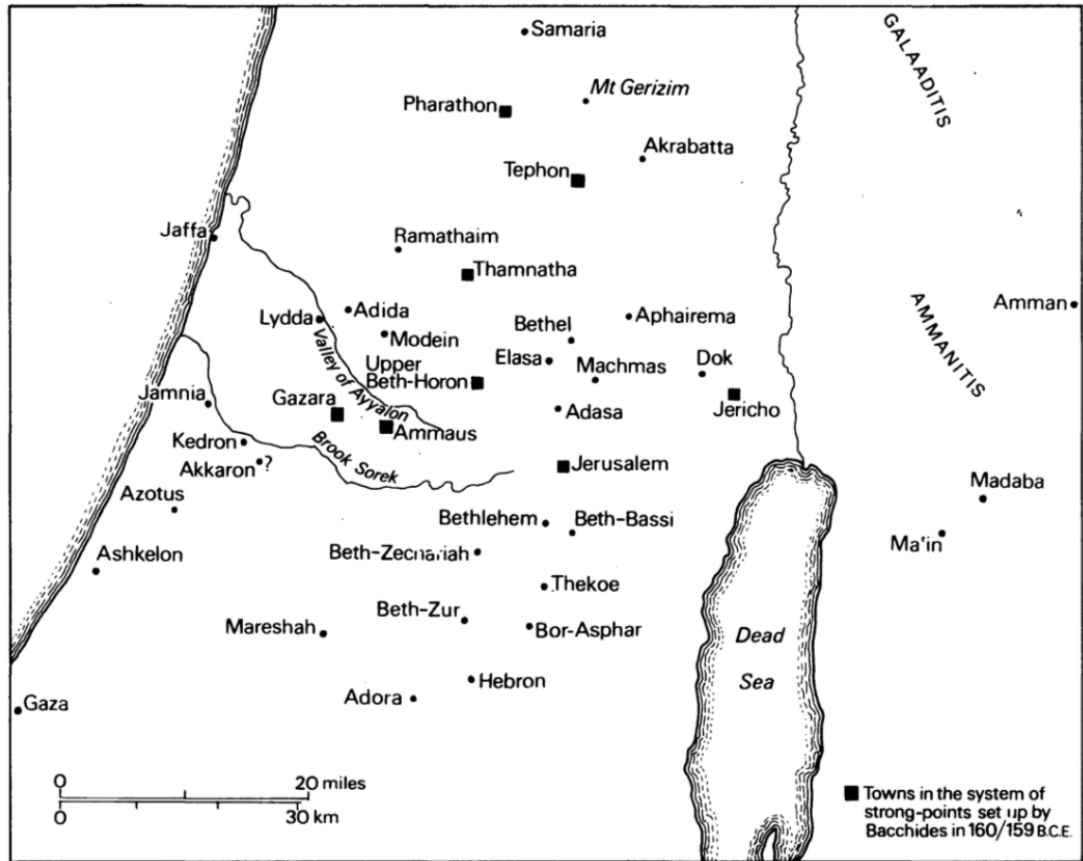 Samaria
GALAADITIS
Mt Gerizim
Pharathon
Akrabatta
Tephon
Jaffa
Ramathaim
Thamnatha
Adida
Lydda
Modein
Valley of Ayyalon
Aphairema
Amman
AMMANITIS
Bethel
Elasa
Upper
Beth-Horon
Machmas
Dok
Jericho
Jamnia
Gazara
Ammaus
Adasa
Kedron
Akkaron ?
Brook Sorek
Jerusalem
Azotus
Madaba
Bethlehem
Beth-Bassi
Ma'in
Ashkelon
Beth-Zechariah
Thekoe
Beth-Zur
Mareshah
Bor-Asphar
Dead
Sea
Hebron
Adora
Gaza
0 20 miles
0 30 km
Towns in the system of
strong-points set up by
Bacchides in 160/159 B.C.E.